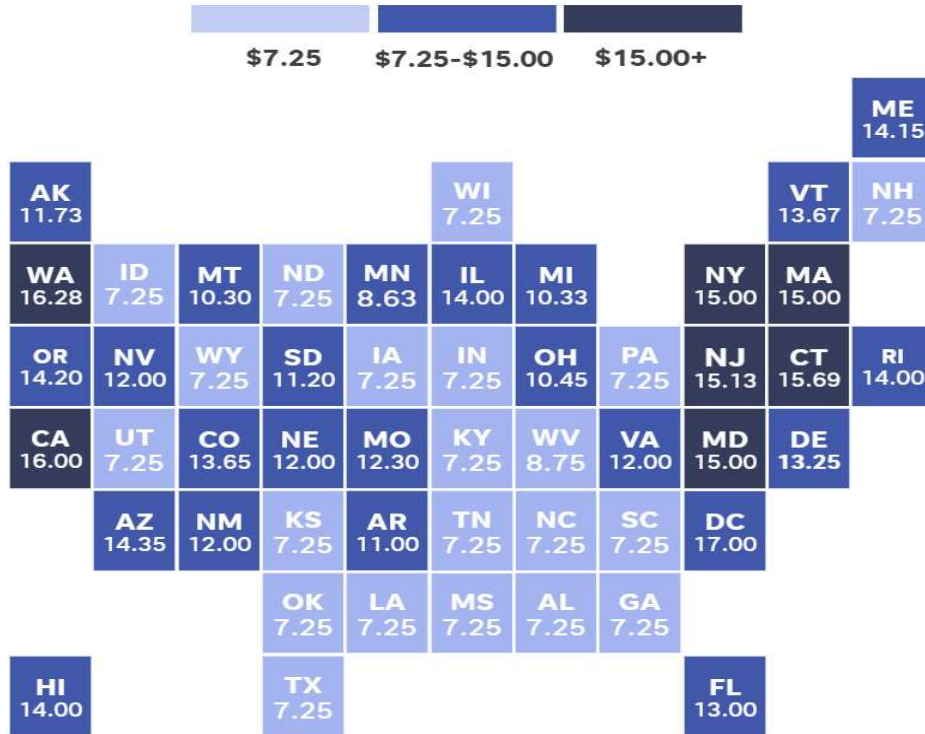 $7.25 $7.25-$15.00 $15.00+
ME
14.15
AK WI VT NH
11.73 7.25 13.67 7.25
WA ID MT ND MN IL MI NY MA
16.28 7.25 10.30 7.25 8.63 14.00 10.33 15.00 15.00
OR NV WY SD IA IN OH PA NJ CT RI
14.20 12.00 7.25 11.20 7.25 7.25 10.45 7.25 15.13 15.69 14.00
CA UT CO NE MO KY WV VA MD DE
16.00 7.25 13.65 12.00 12.30 7.25 8.75 12.00 15.00 13.25
AZ NM KS AR TN NC SC DC
14.35 12.00 7.25 11.00 7.25 7.25 7.25 17.00
OK LA MS AL GA
7.25 7.25 7.25 7.25 7.25
HI TX FL
14.00 7.25 13.00